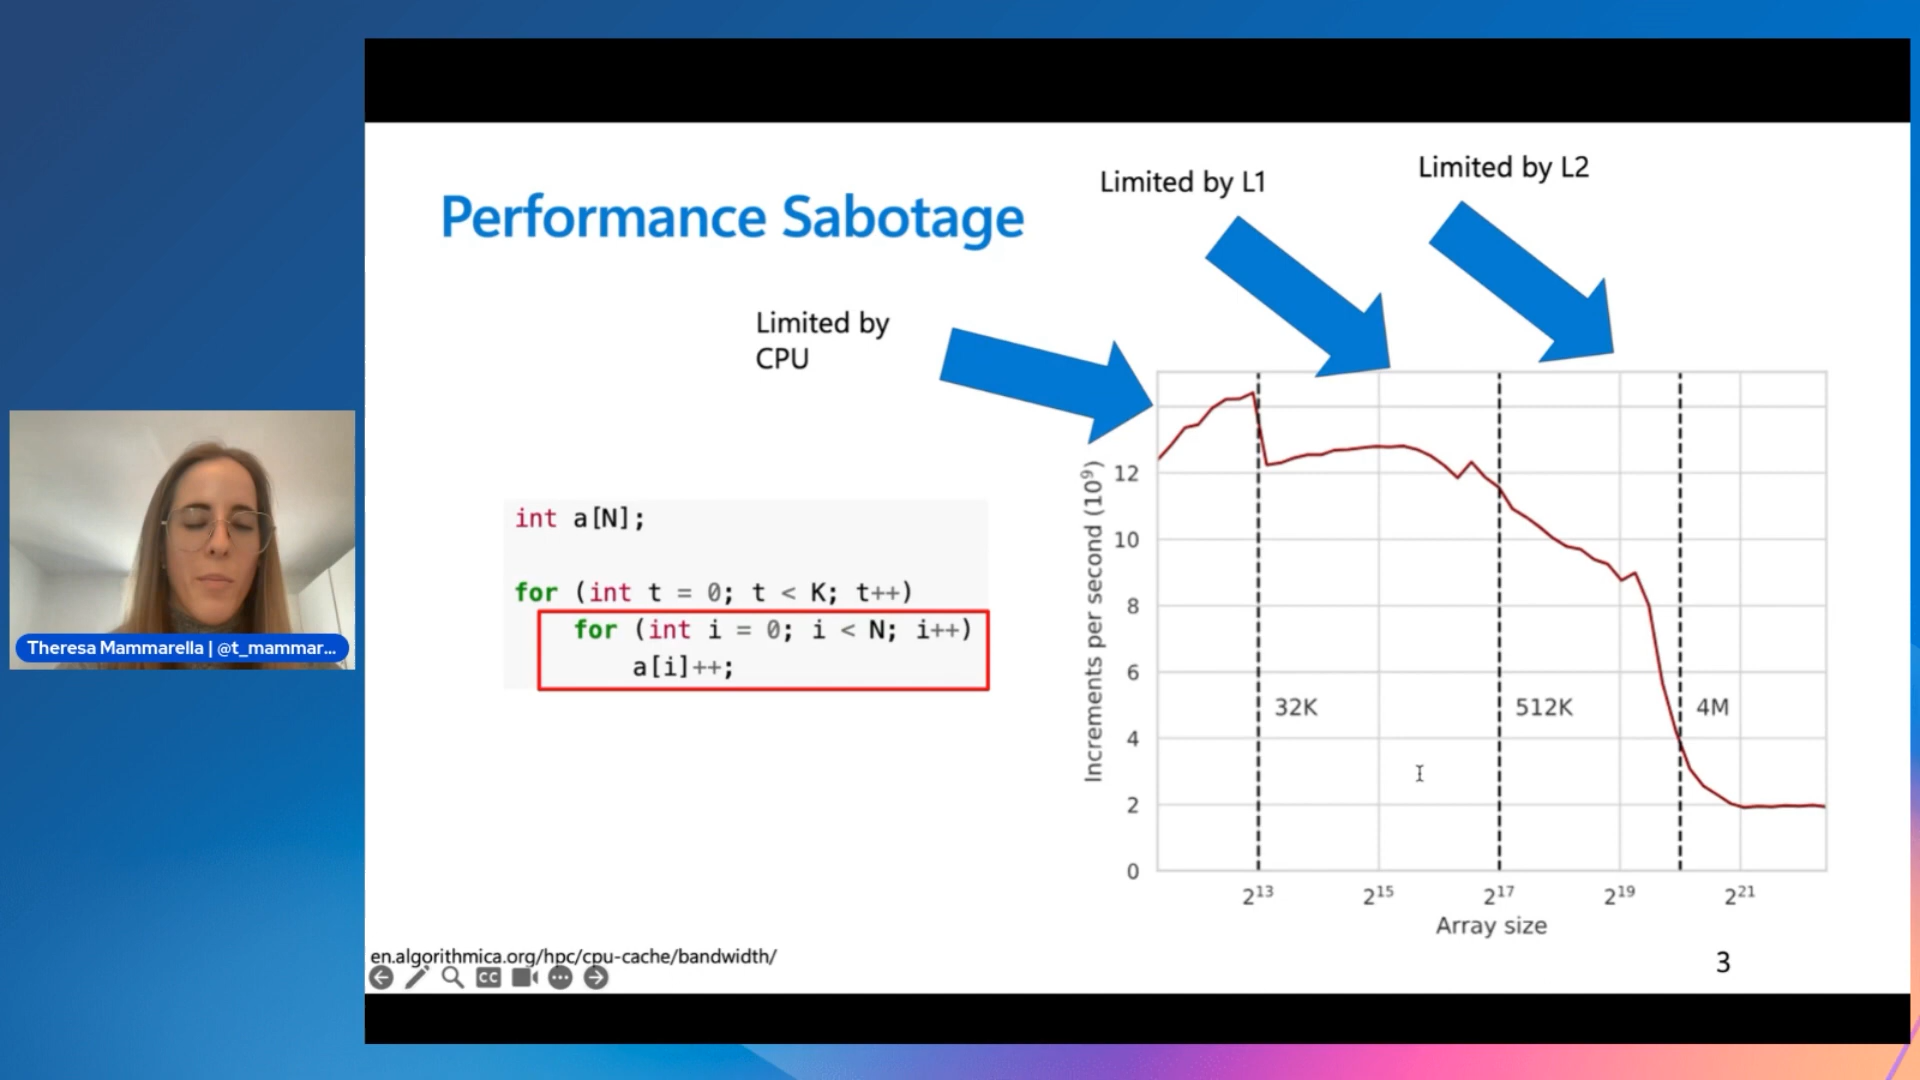 Performance Sabotage
Limited by L1
Limited by L2
Limited by
CPU
int a[N];
for (int t = 0; t < K; t++)
for (int i = 0; i < N; i++)
a[i]++;
Increments per second (10⁹)
12
10
8
6
4
2
0
32K
512K
4M
2¹³
2¹⁵
2¹⁷
2¹⁹
2²¹
Array size
Theresa Mammarella | @t_mammar...
en.algorithmica.org/hpc/cpu-cache/bandwidth/
CC
3